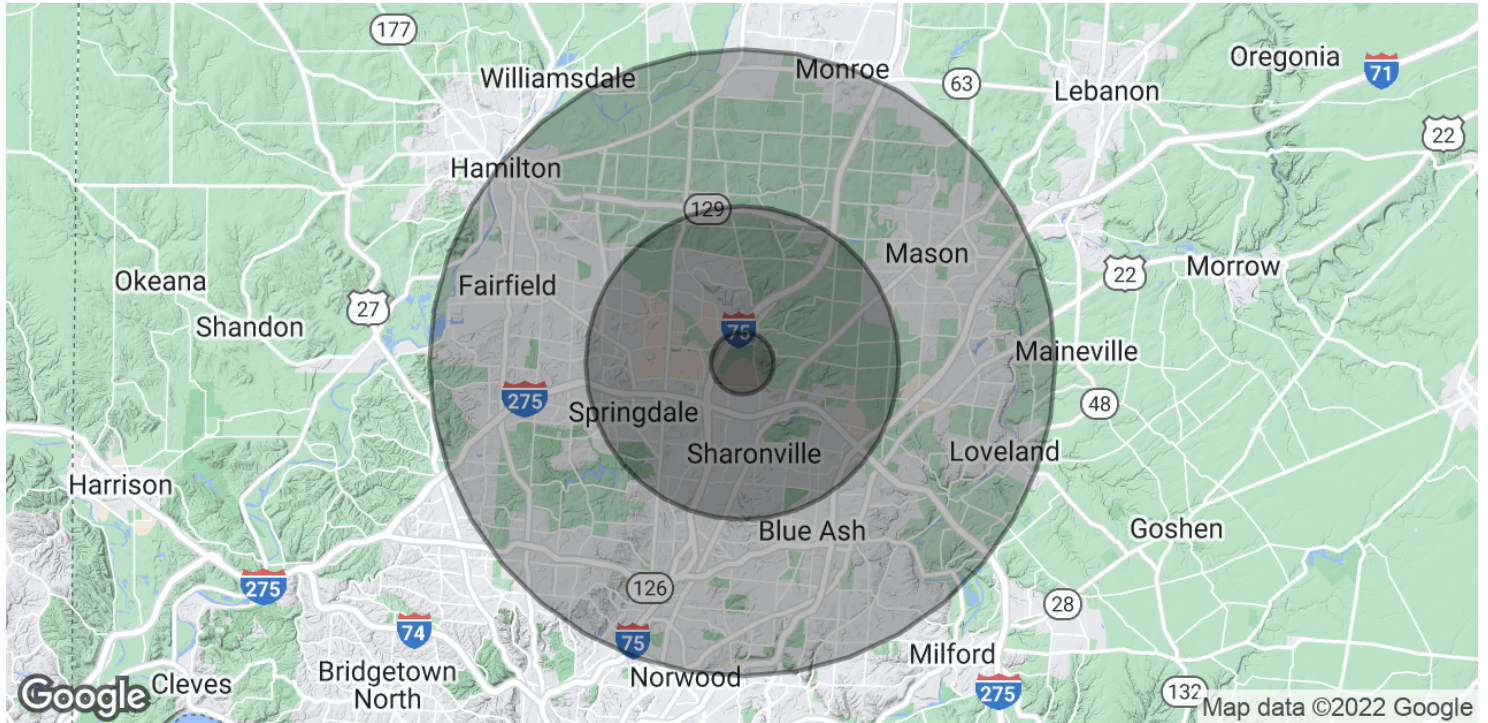 177
Williamsdale
Monroe
Oregonia
71
63
Lebanon
22
Hamilton
129
Mason
22
Morrow
Okeana
Fairfield
27
Shandon
75
Maineville
275
Springdale
48
Sharonville
Loveland
Harrison
Blue Ash
Goshen
275
126
28
74
75
Bridgetown
North
Norwood
Milford
Cleves
275
132
Google
Map data ©2022 Google